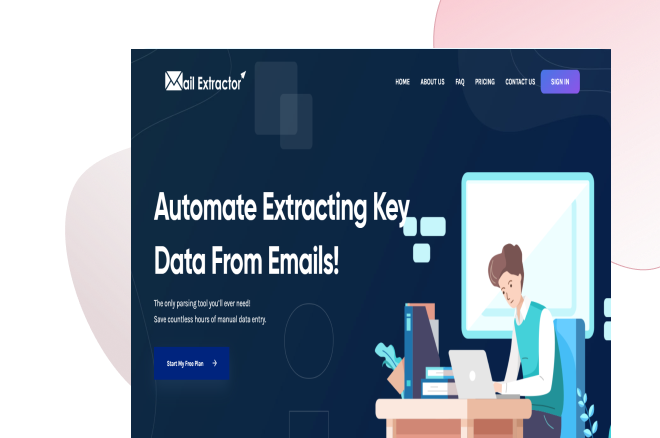 Mail Extractor
HOME ABOUT US FAQ PRICING CONTACT US SIGN IN
Automate Extracting Key
Data From Emails!
The only parsing tool you'll ever need!
Save countless hours of manual data entry.
Start My Free Plan